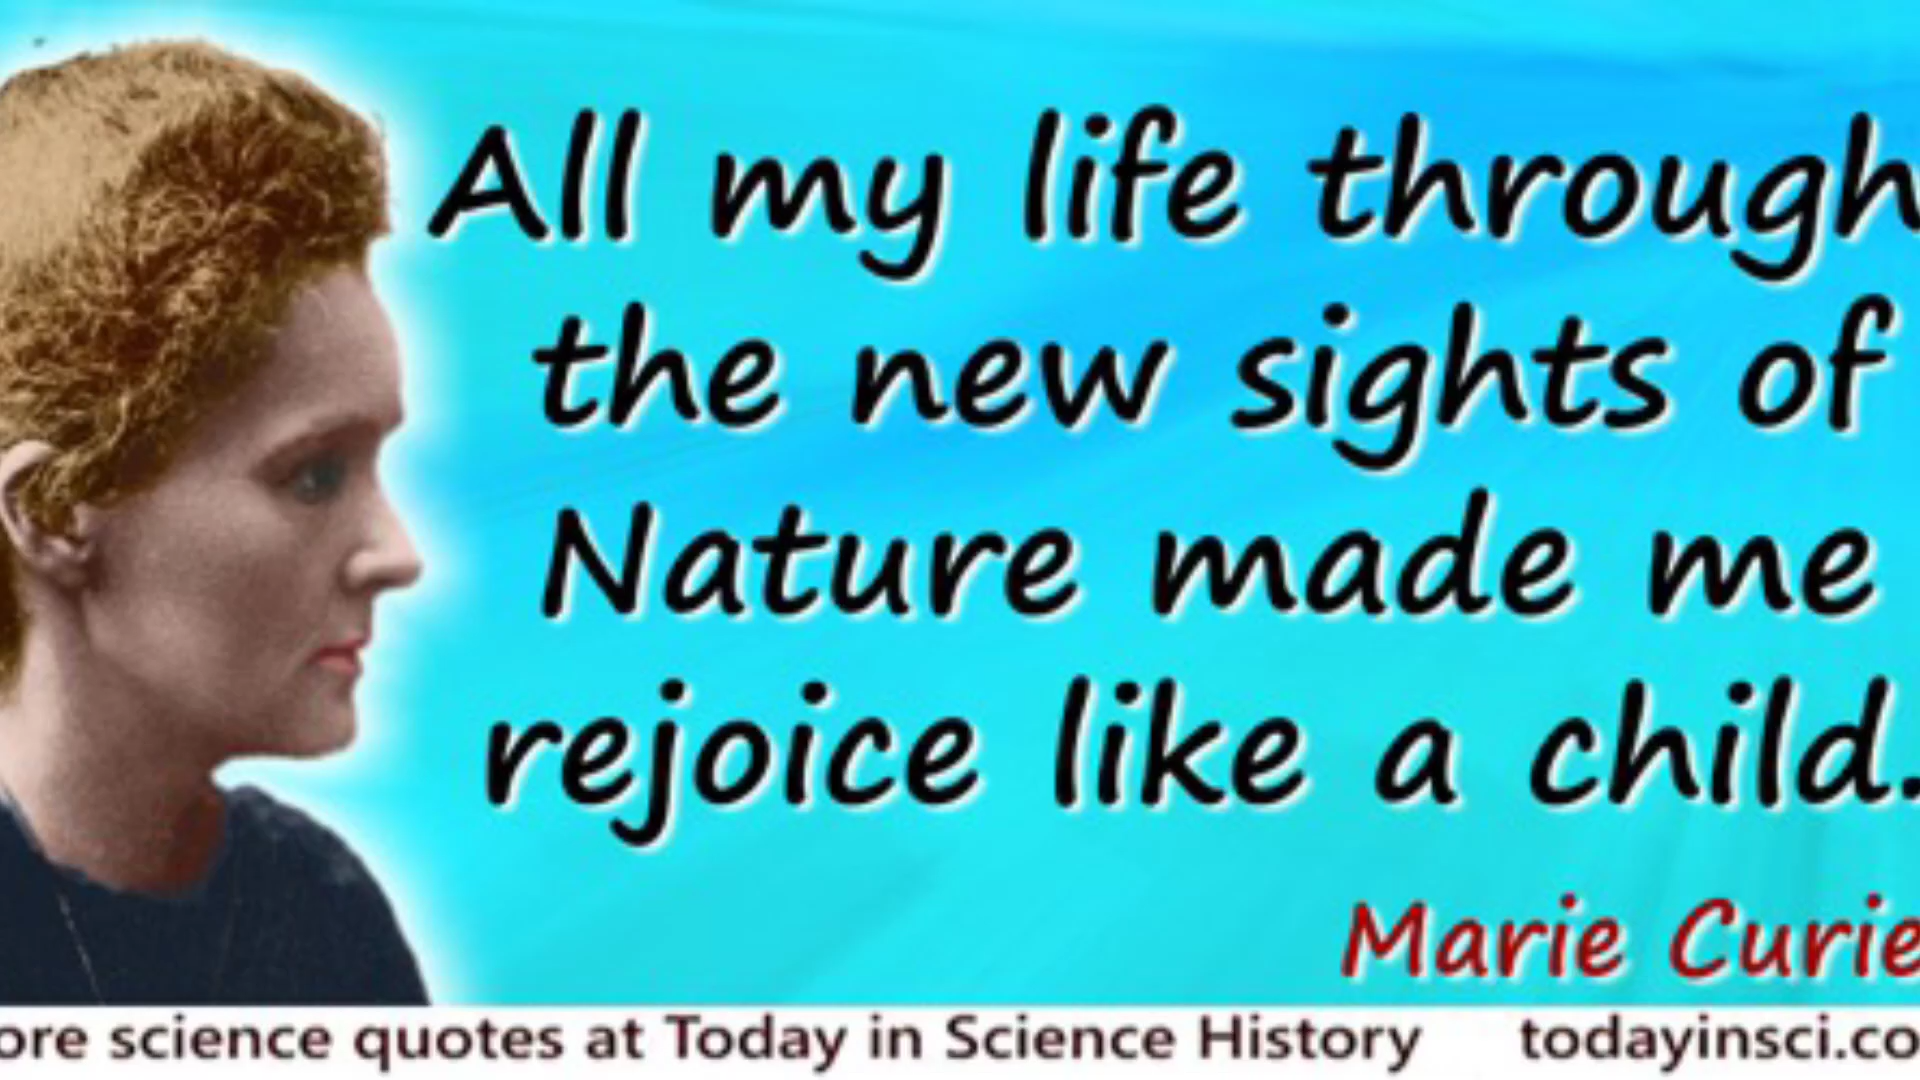 All my life through
the new sights of
Nature made me
rejoice like a child.
Marie Curie
ore science quotes at Today in Science History todayinsci.co